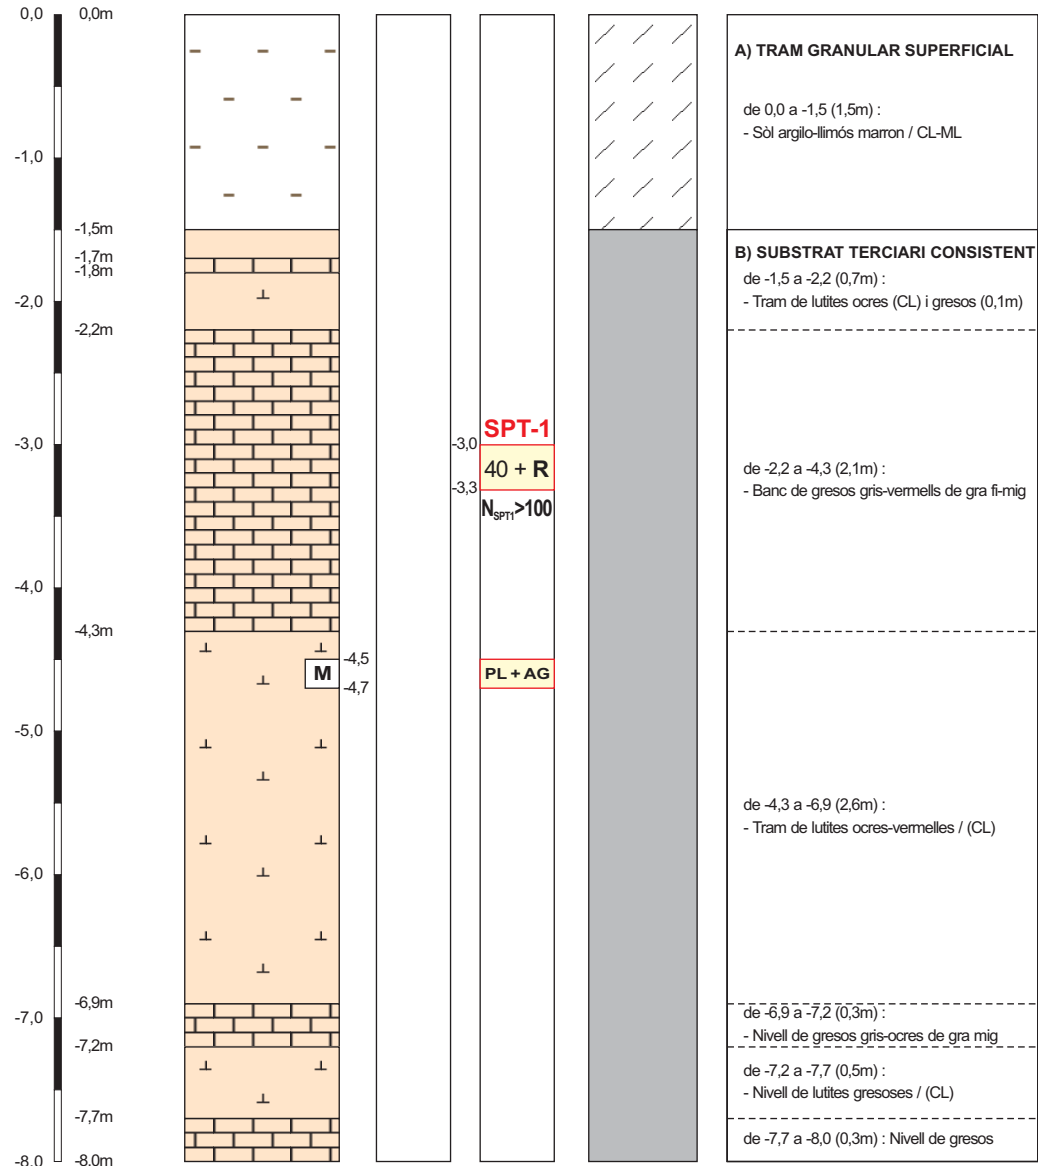 0,0
-1,0
-2,0
-3,0
-4,0
-5,0
-6,0
-7,0
-8,0
0,0m
-1,5m
-1,7m
-1,8m
-2,2m
-4,3m
-6,9m
-7,2m
-7,7m
-8,0m
M
-4,5
-4,7
SPT-1
-3,0
40 + R
-3,3
NSPT1>100
PL + AG
A) TRAM GRANULAR SUPERFICIAL
de 0,0 a -1,5 (1,5m) :
- Sòl argilo-llimós marron / CL-ML
B) SUBSTRAT TERCIARI CONSISTENT
de -1,5 a -2,2 (0,7m) :
- Tram de lutites ocres (CL) i gresos (0,1m)
de -2,2 a -4,3 (2,1m) :
- Banc de gresos gris-vermells de gra fi-mig
de -4,3 a -6,9 (2,6m) :
- Tram de lutites ocres-vermelles / (CL)
de -6,9 a -7,2 (0,3m) :
- Nivell de gresos gris-ocres de gra mig
de -7,2 a -7,7 (0,5m) :
- Nivell de lutites gresoses / (CL)
de -7,7 a -8,0 (0,3m) : Nivell de gresos